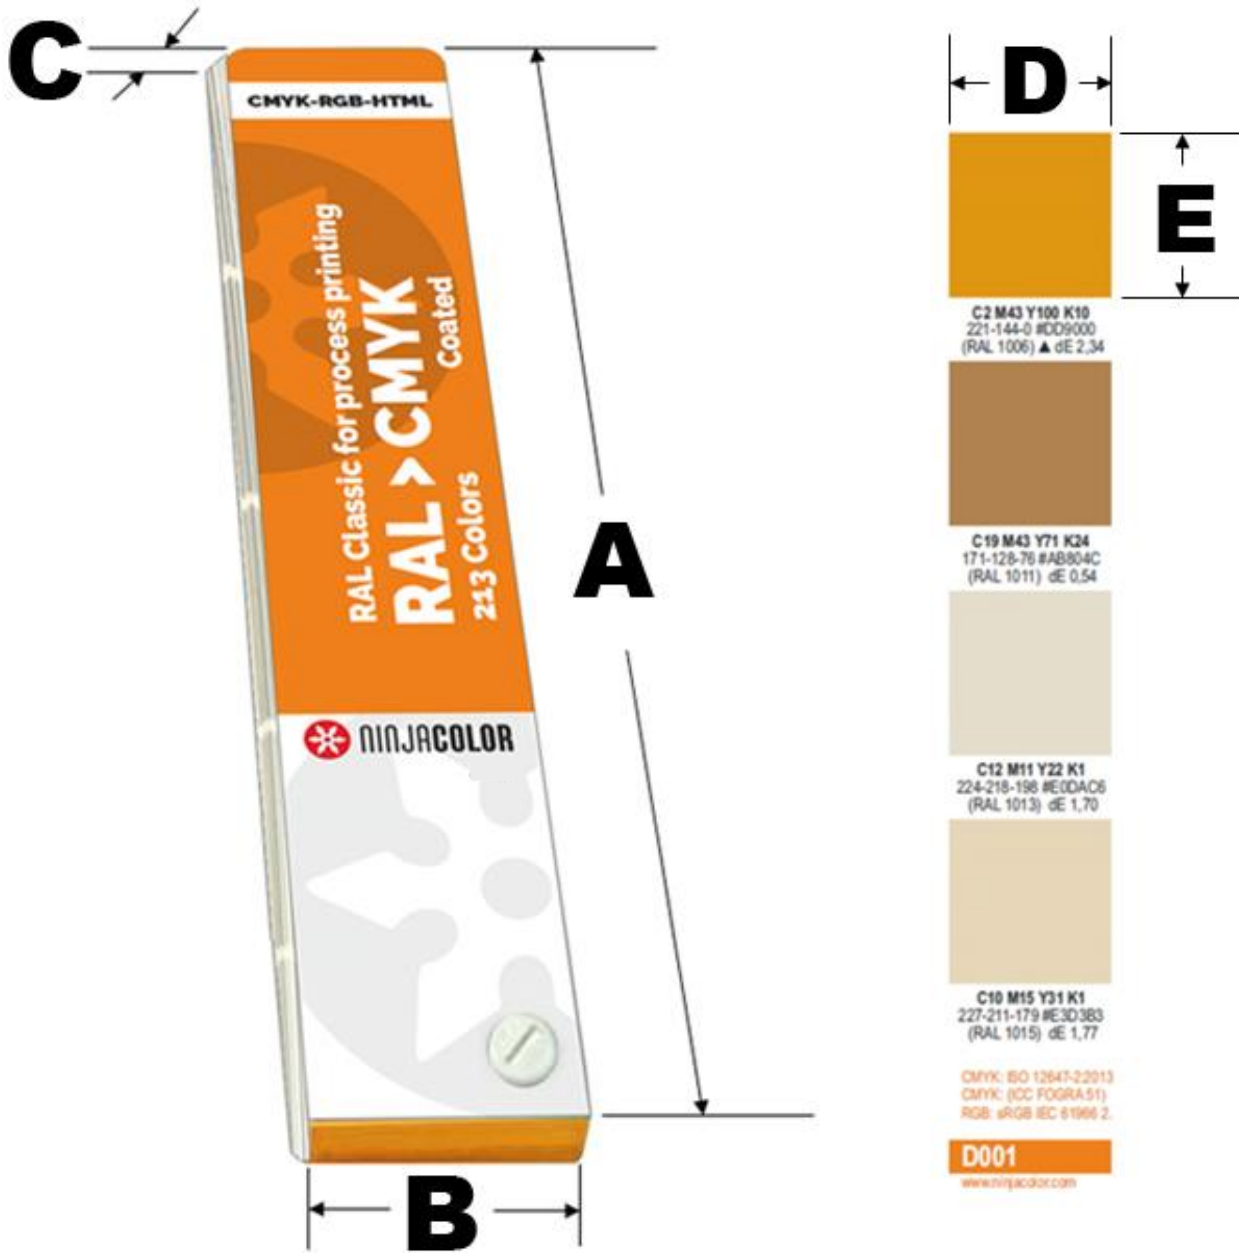 C
CMYK-RGB-HTML
RAL Classic for process printing
RAL > CMYK
Coated
213 Colors
NINJACOLOR
A
B
D
E
C2 M43 Y100 K10
221-144-0 #DD9000
(RAL 1006) ▲ dE 2,34
C19 M43 Y71 K24
171-128-76 #AB804C
(RAL 1011) dE 0,54
C12 M11 Y22 K1
224-218-198 #E0DAC6
(RAL 1013) dE 1,70
C10 M15 Y31 K1
227-211-179 #E3D3B3
(RAL 1015) dE 1,77
CMYK: ISO 12647-2:2013
CMYK: (ICC FOGRA 51)
RGB: sRGB IEC 61966 2.
D001
www.ninjacolor.com